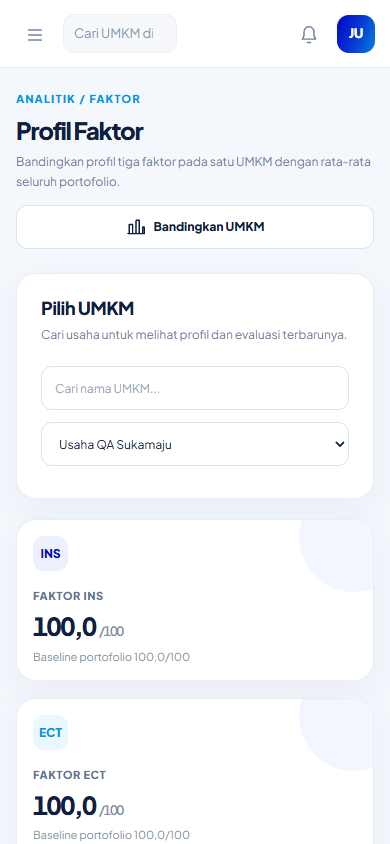 Cari UMKM di
JU
ANALITIK / FAKTOR
Profil Faktor
Bandingkan profil tiga faktor pada satu UMKM dengan rata-rata
seluruh portofolio.
Bandingkan UMKM
Pilih UMKM
Cari usaha untuk melihat profil dan evaluasi terbarunya.
Cari nama UMKM...
Usaha QA Sukamaju
INS
FAKTOR INS
100,0 /100
Baseline portofolio 100,0/100
ECT
FAKTOR ECT
100,0 /100
Baseline portofolio 100,0/100